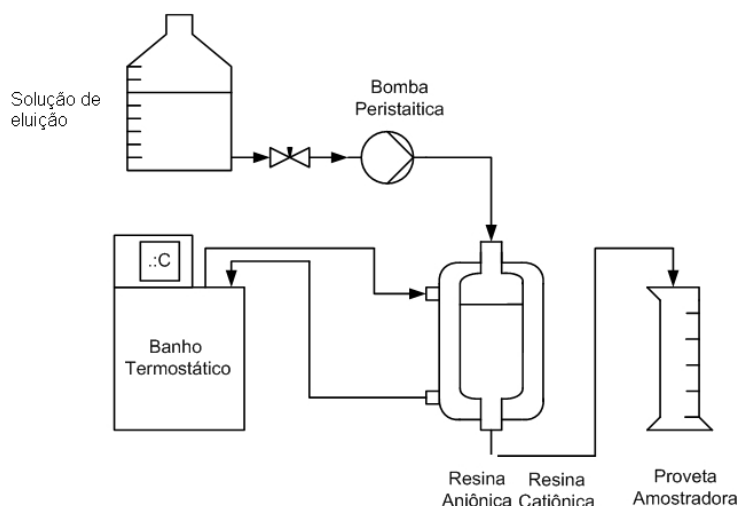 Solução de
eluição
Bomba
Peristaitica
.:C
Banho
Termostático
Resina
Aniônica
Resina
Catiônica
Proveta
Amostradora